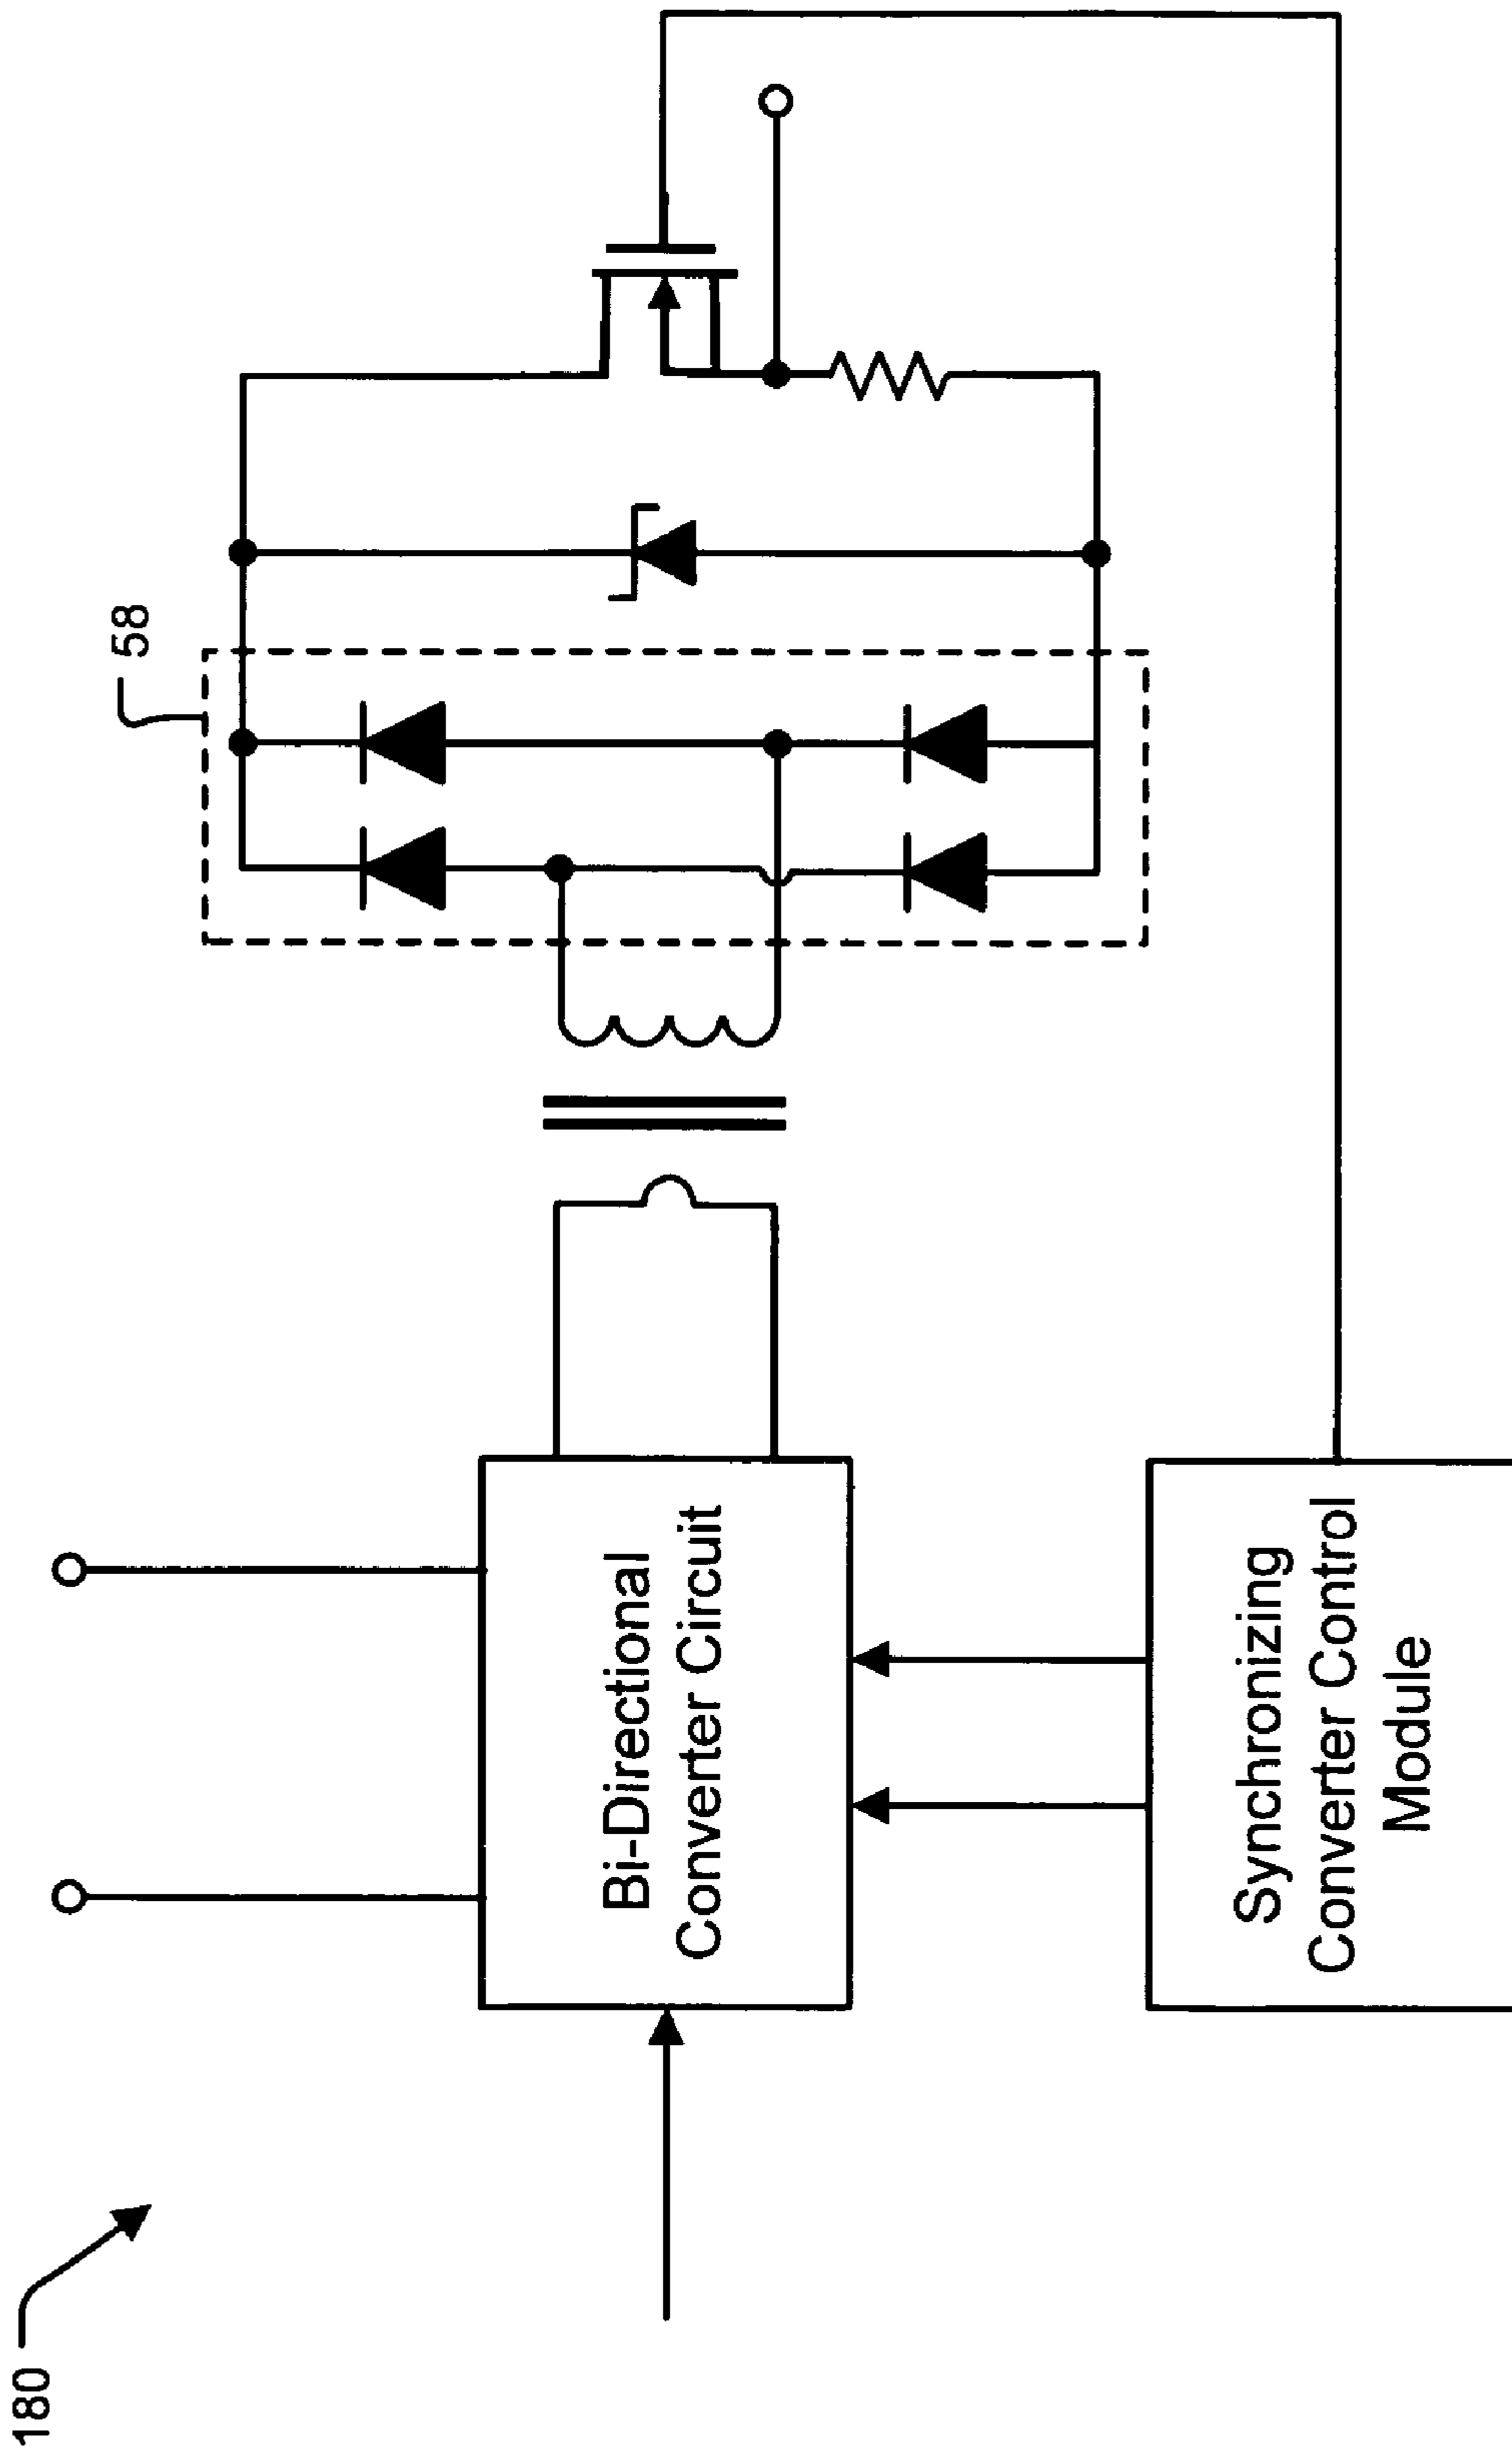 180
58
Bi-Directional
Converter Circuit
Synchronizing
Converter Control
Module